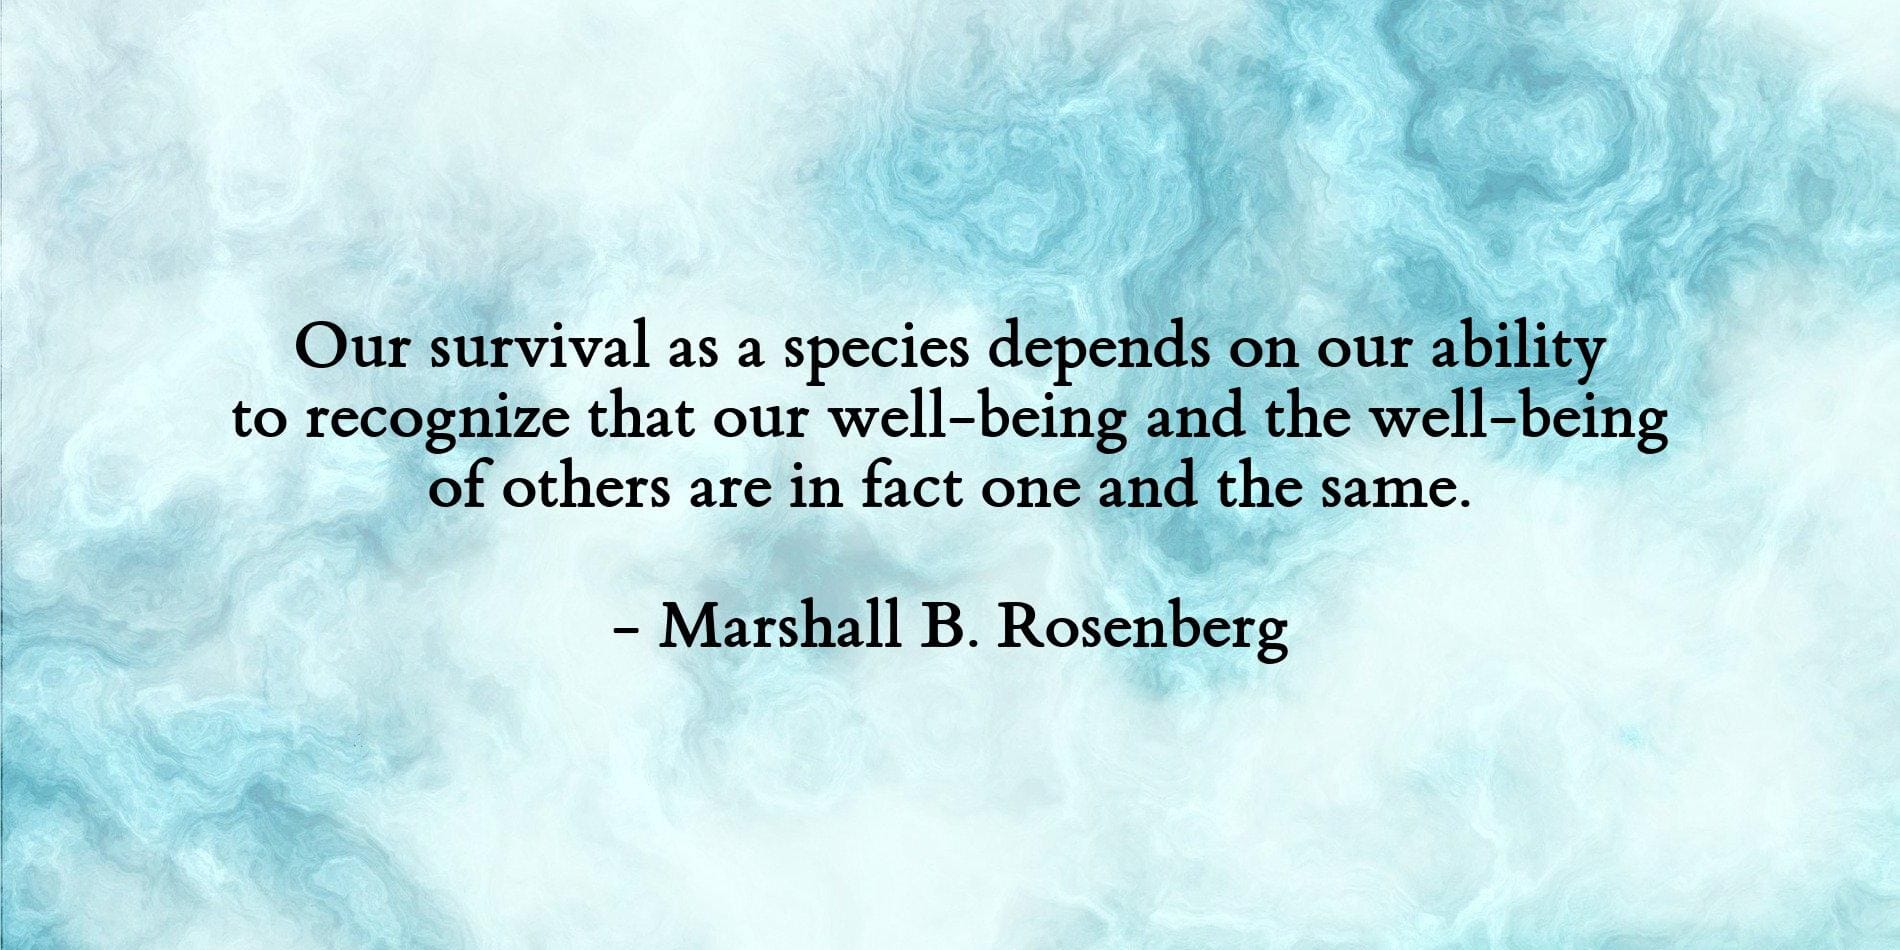 Our survival as a species depends on our ability
to recognize that our well-being and the well-being
of others are in fact one and the same.
- Marshall B. Rosenberg